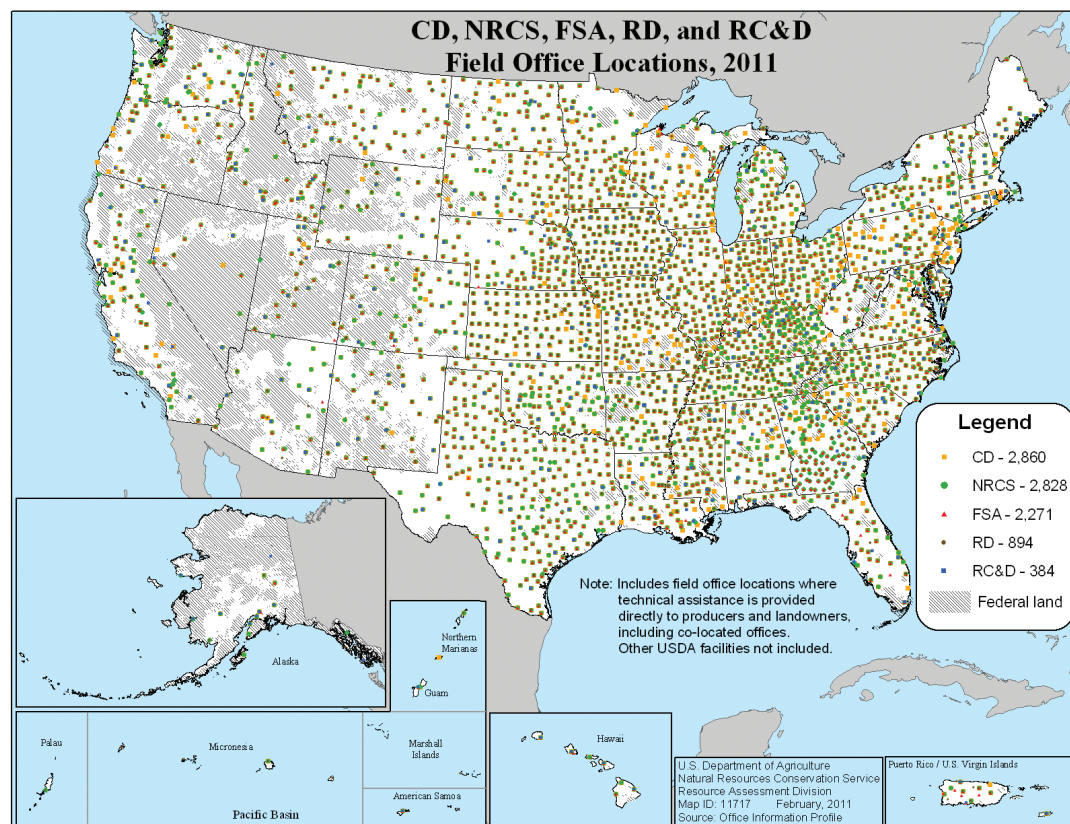 CD, NRCS, FSA, RD, and RC&D
Field Office Locations, 2011
Legend
CD - 2,860
NRCS - 2,828
FSA - 2,271
RD - 894
RC&D - 384
Federal land
Note: Includes field office locations where
technical assistance is provided
directly to producers and landowners,
including co-located offices.
Other USDA facilities not included.
Alaska
Northern
Marianas
Guam
Palau
Micronesia
Marshall
Islands
American Samoa
Pacific Basin
Hawaii
U.S. Department of Agriculture
Natural Resources Conservation Service
Resource Assessment Division
Map ID: 11717 February, 2011
Source: Office Information Profile
Puerto Rico / U.S. Virgin Islands